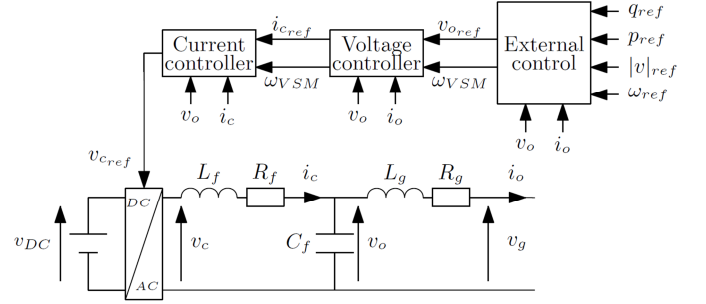 q_ref
i_c_ref
v_o_ref
p_ref
Current
controller
Voltage
controller
External
control
|v|_ref
ω_VSM
ω_VSM
ω_ref
v_o
i_c
v_o
i_o
v_o
i_o
v_c_ref
L_f
R_f
i_c
L_g
R_g
i_o
DC
v_DC
v_c
C_f
v_o
v_g
AC